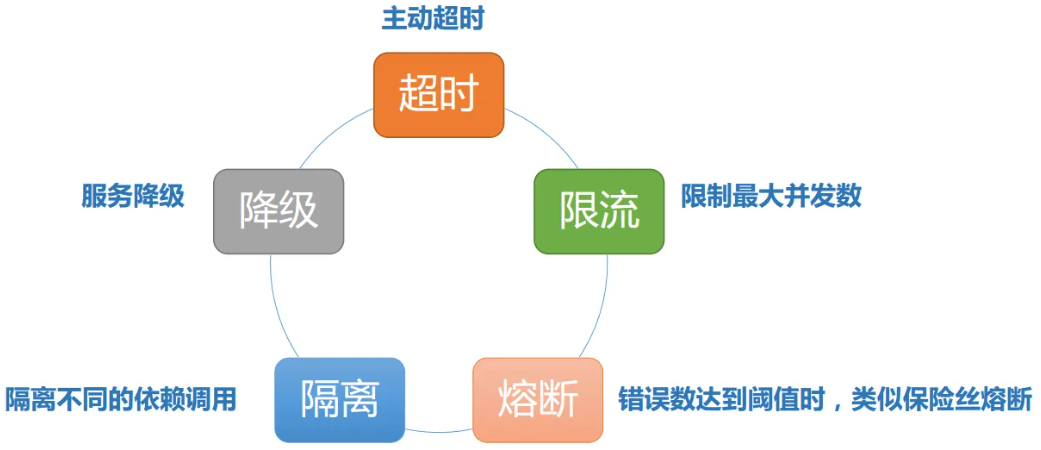 主动超时
超时
服务降级
降级
限流
限制最大并发数
隔离不同的依赖调用
隔离
熔断
错误数达到阈值时，类似保险丝熔断